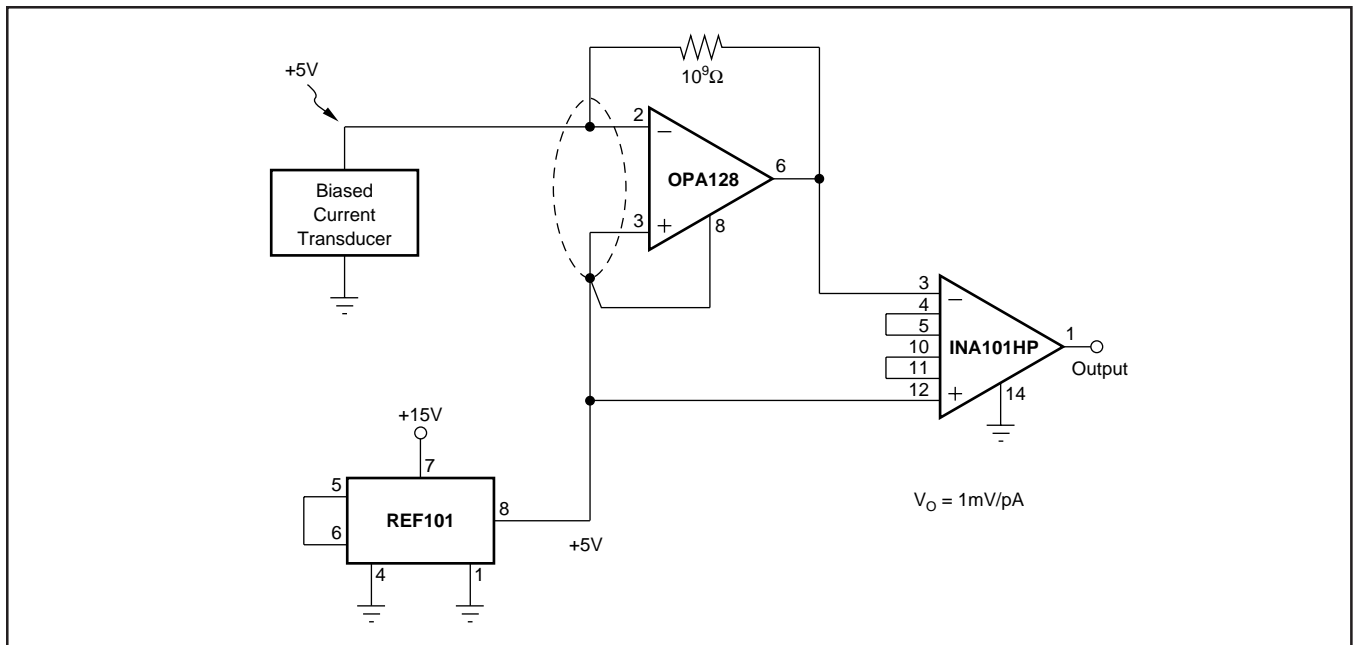 10⁹Ω
+5V
2
−
OPA128
6
Biased
Current
Transducer
3
+
8
3
−
4
5
10
11
12
+
INA101HP
1
Output
14
+15V
7
5
6
REF101
8
+5V
4
1
V_O = 1mV/pA